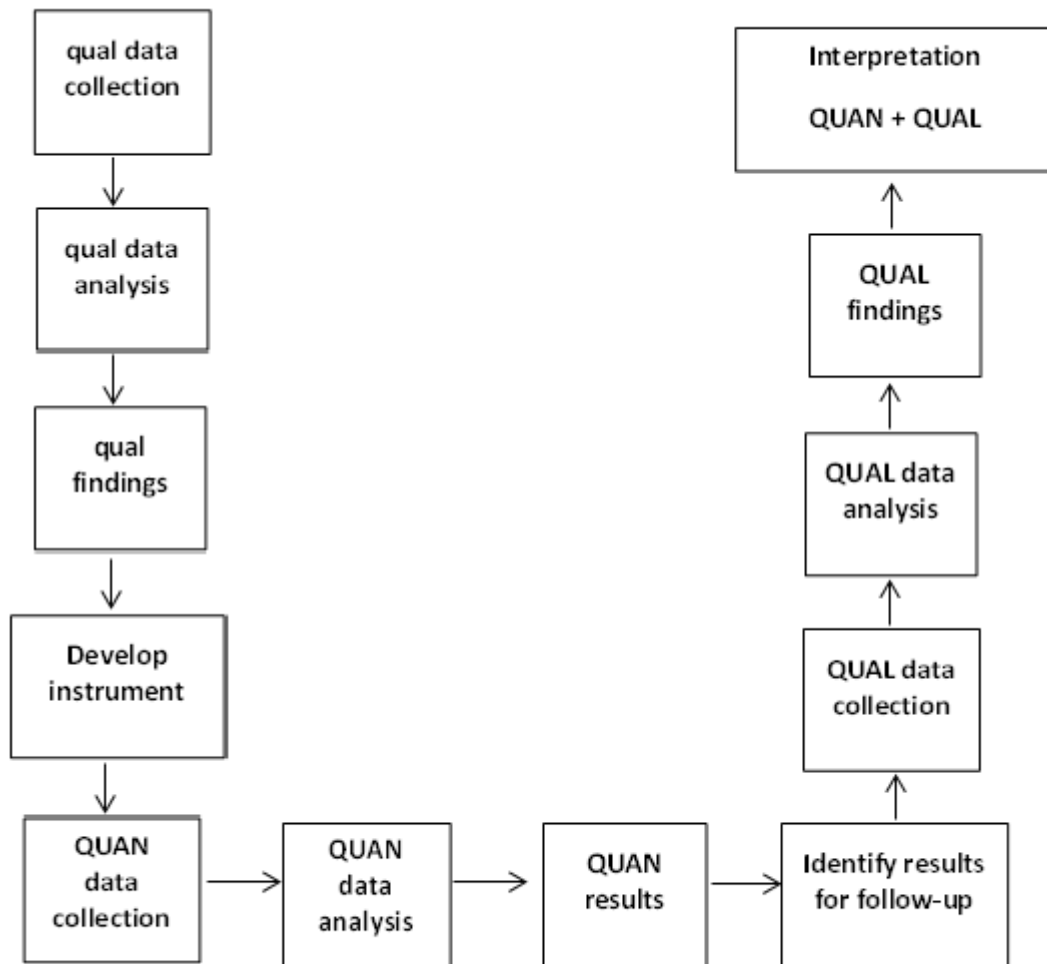 qual data
collection
qual data
analysis
qual
findings
Develop
instrument
QUAN
data
collection
QUAN
data
analysis
QUAN
results
Identify results
for follow-up
QUAL data
collection
QUAL data
analysis
QUAL
findings
Interpretation
QUAN + QUAL